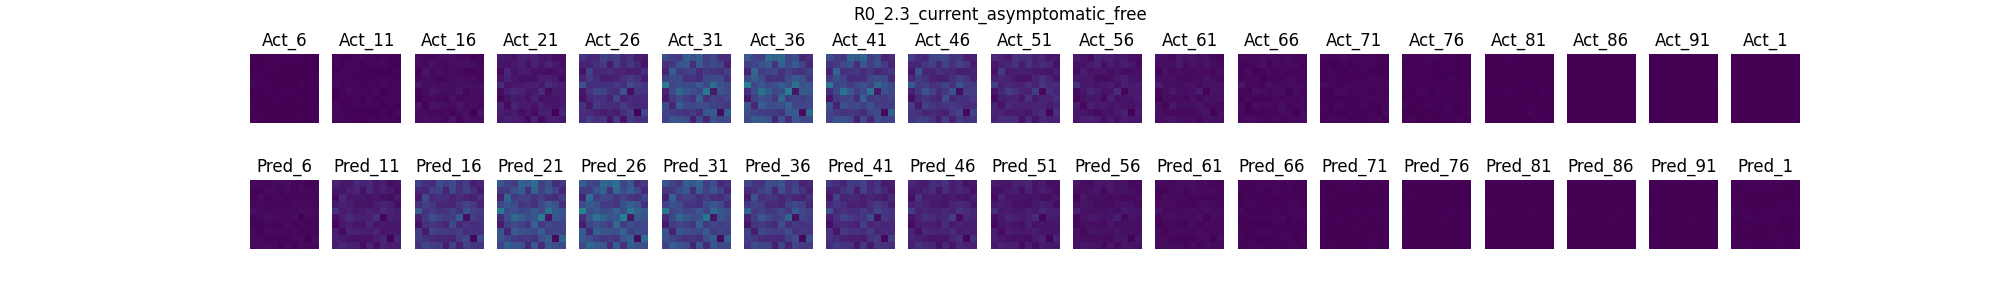 R0_2.3_current_asymptomatic_free
Act_6 Act_11 Act_16 Act_21 Act_26 Act_31 Act_36 Act_41 Act_46 Act_51 Act_56 Act_61 Act_66 Act_71 Act_76 Act_81 Act_86 Act_91 Act_1
Pred_6 Pred_11 Pred_16 Pred_21 Pred_26 Pred_31 Pred_36 Pred_41 Pred_46 Pred_51 Pred_56 Pred_61 Pred_66 Pred_71 Pred_76 Pred_81 Pred_86 Pred_91 Pred_1